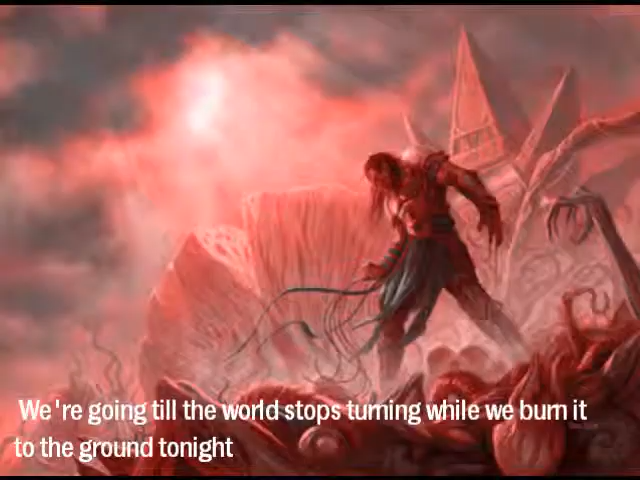 We're going till the world stops turning while we burn it
to the ground tonight